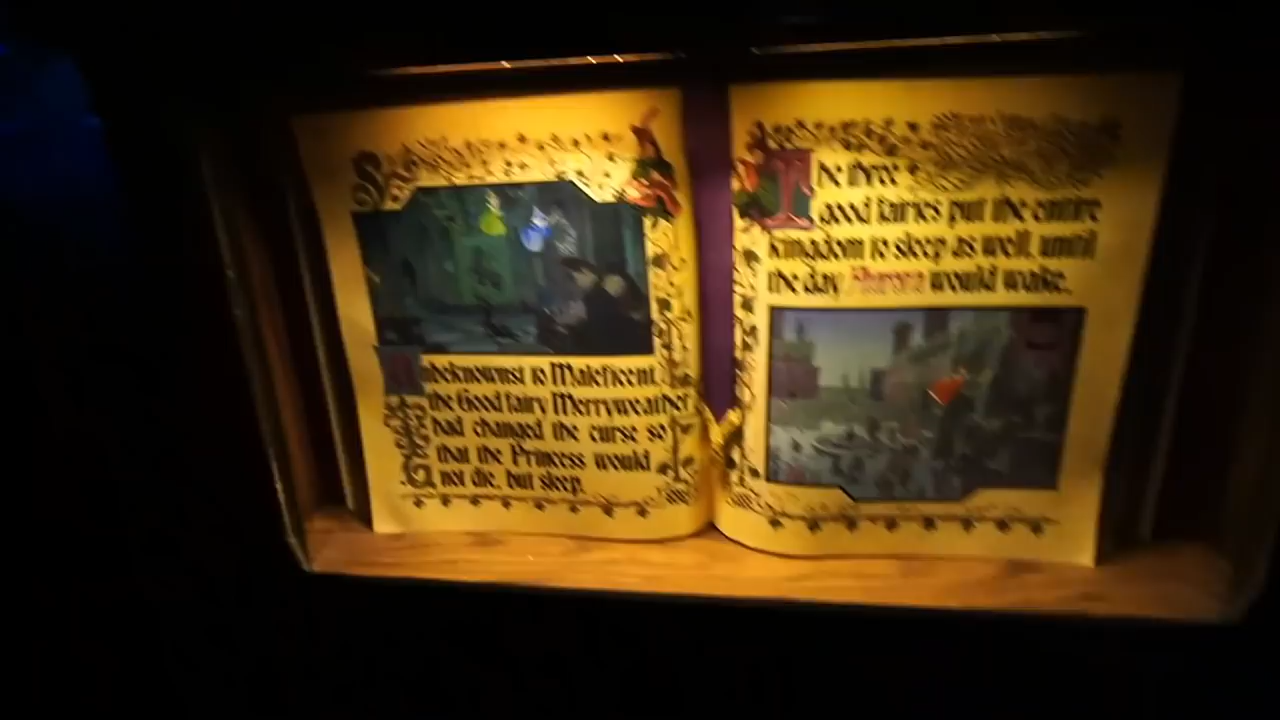 Unbeknownst to Maleficent,
the Good fairy Merryweather
had changed the curse so
that the Princess would
not die, but sleep.
The three
good fairies put the entire
kingdom to sleep as well, until
the day Aurora would wake.